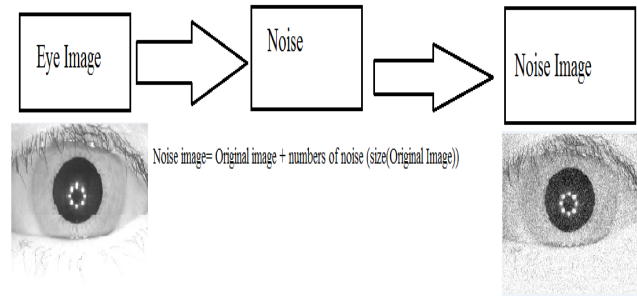 Eye Image
Noise
Noise Image
Noise image= Original image + numbers of noise (size(Original Image))